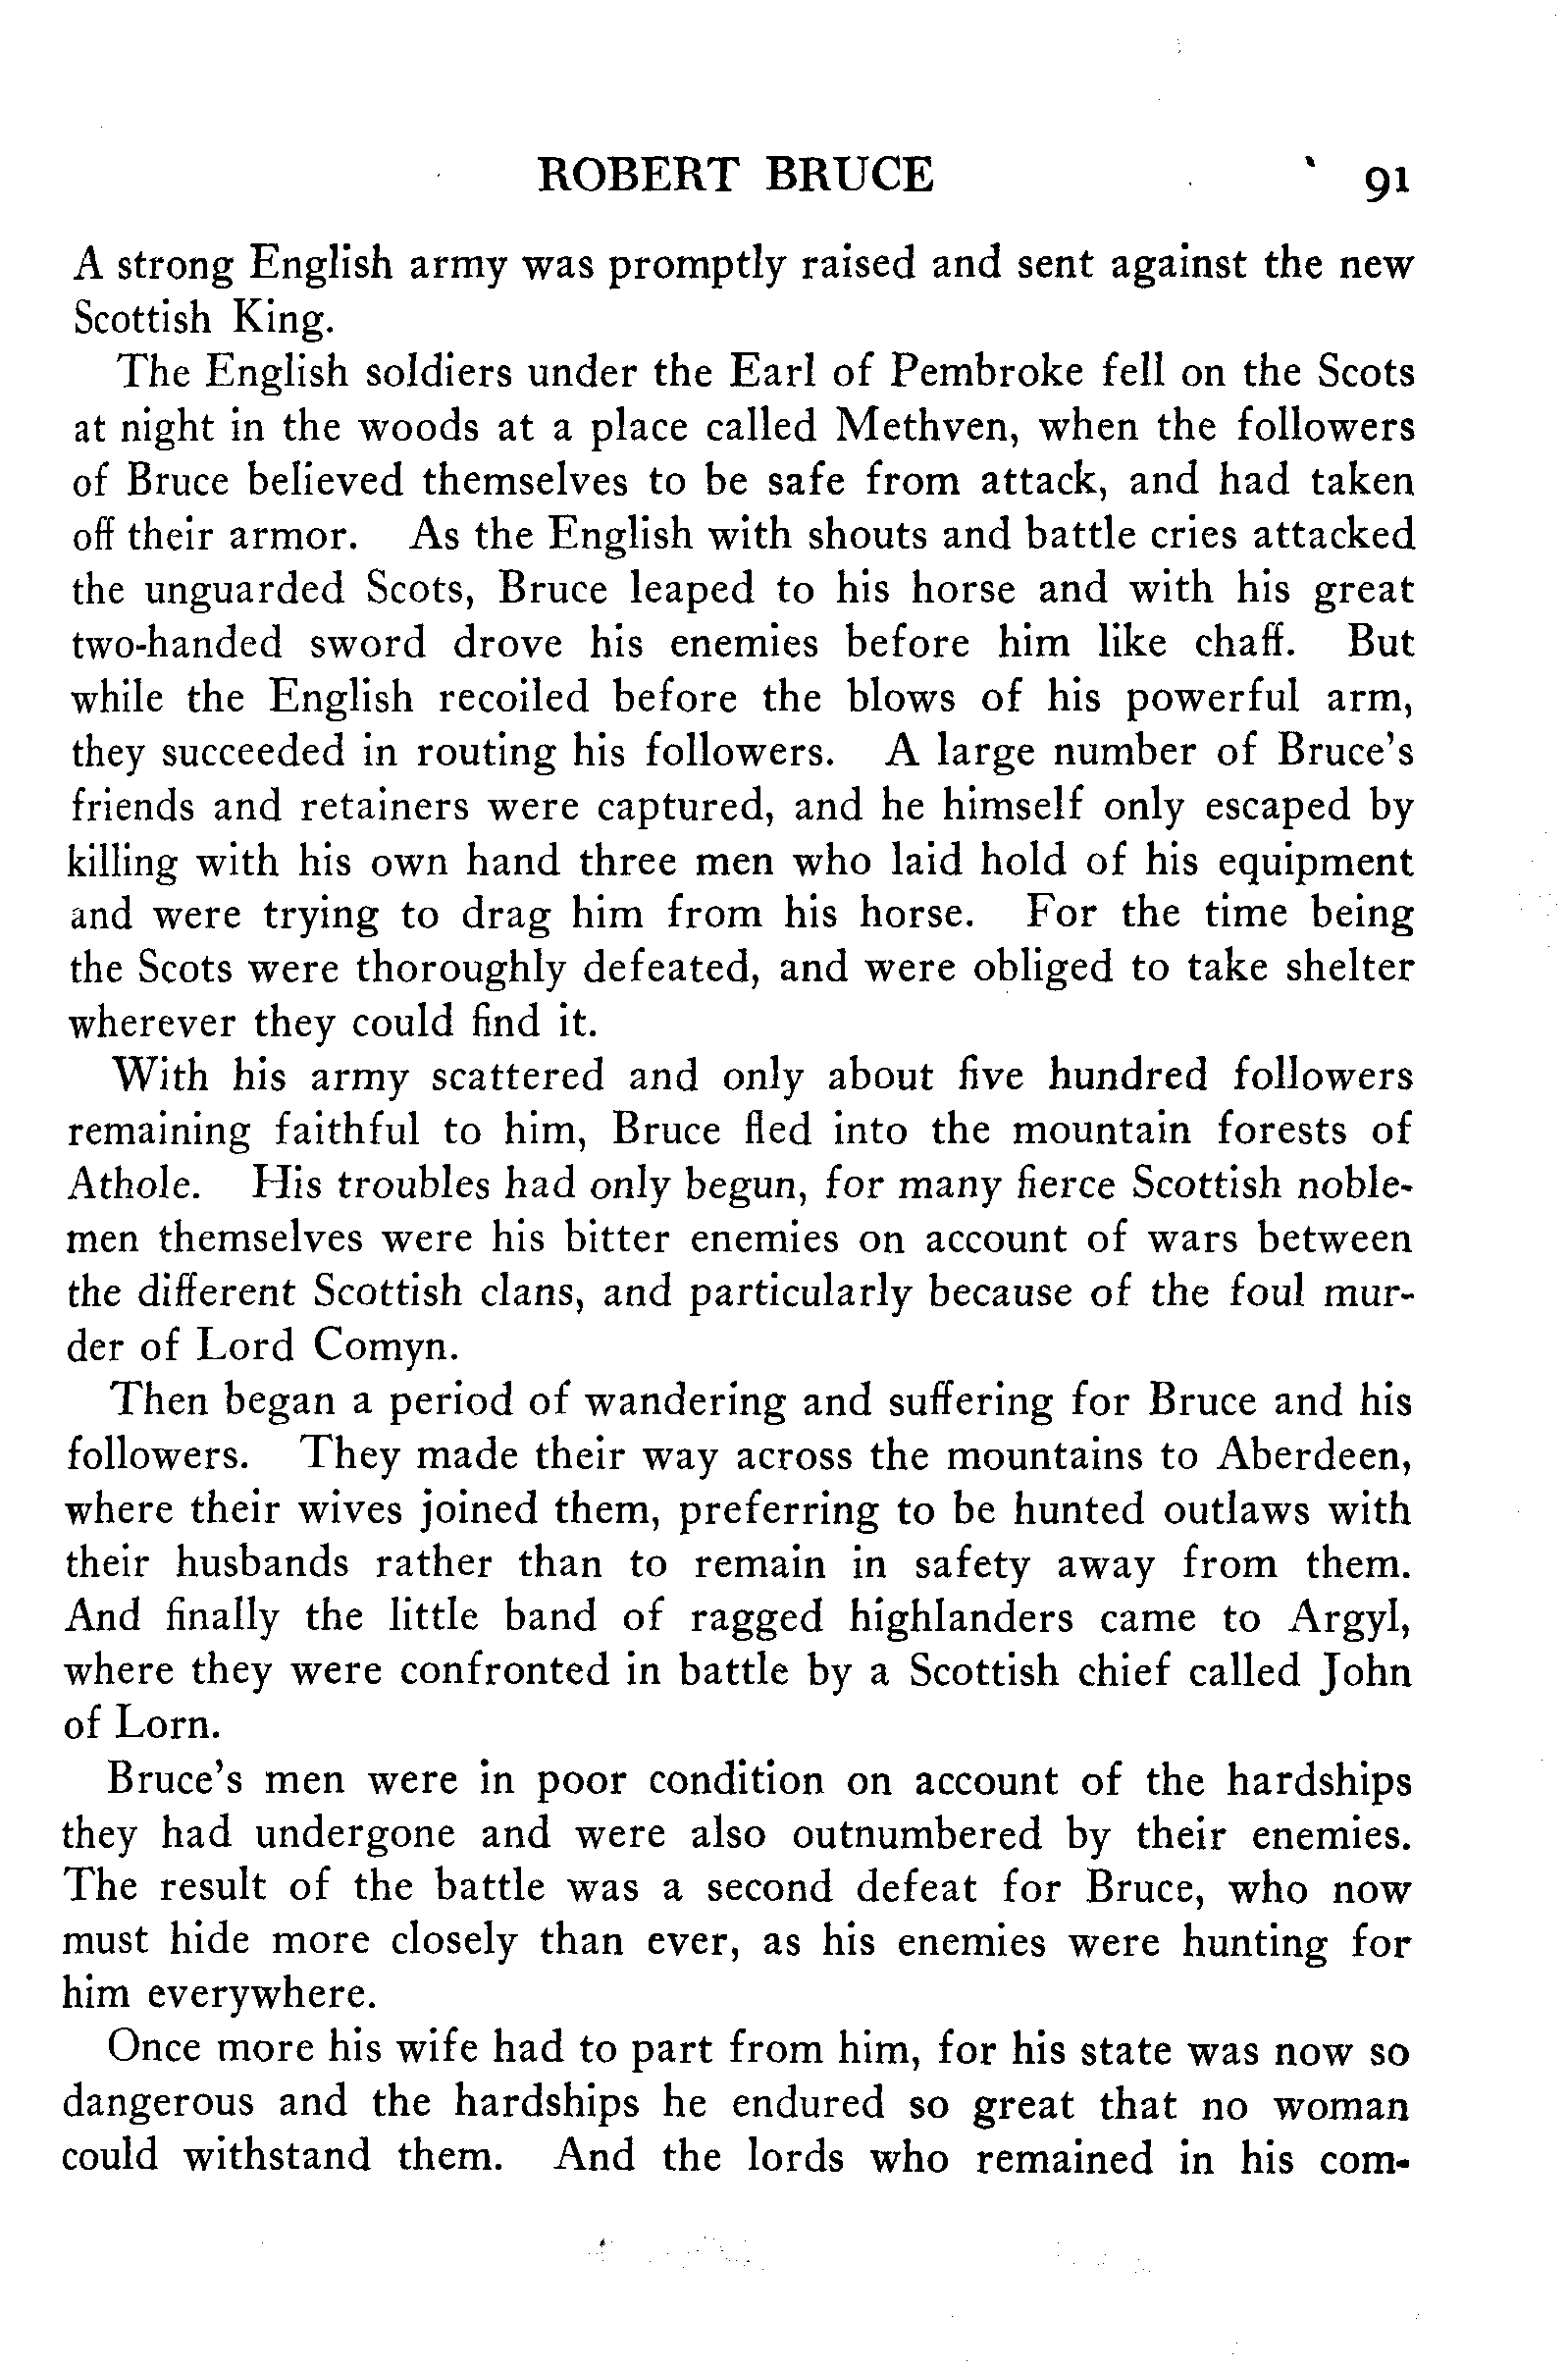 ROBERT BRUCE 91
A strong English army was promptly raised and sent against the new
Scottish King.
The English soldiers under the Earl of Pembroke fell on the Scots
at night in the woods at a place called Methven, when the followers
of Bruce believed themselves to be safe from attack, and had taken
off their armor. As the English with shouts and battle cries attacked
the unguarded Scots, Bruce leaped to his horse and with his great
two-handed sword drove his enemies before him like chaff. But
while the English recoiled before the blows of his powerful arm,
they succeeded in routing his followers. A large number of Bruce's
friends and retainers were captured, and he himself only escaped by
killing with his own hand three men who laid hold of his equipment
and were trying to drag him from his horse. For the time being
the Scots were thoroughly defeated, and were obliged to take shelter
wherever they could find it.
With his army scattered and only about five hundred followers
remaining faithful to him, Bruce fled into the mountain forests of
Athole. His troubles had only begun, for many fierce Scottish noble-
men themselves were his bitter enemies on account of wars between
the different Scottish clans, and particularly because of the foul mur-
der of Lord Comyn.
Then began a period of wandering and suffering for Bruce and his
followers. They made their way across the mountains to Aberdeen,
where their wives joined them, preferring to be hunted outlaws with
their husbands rather than to remain in safety away from them.
And finally the little band of ragged highlanders came to Argyl,
where they were confronted in battle by a Scottish chief called John
of Lorn.
Bruce's men were in poor condition on account of the hardships
they had undergone and were also outnumbered by their enemies.
The result of the battle was a second defeat for Bruce, who now
must hide more closely than ever, as his enemies were hunting for
him everywhere.
Once more his wife had to part from him, for his state was now so
dangerous and the hardships he endured so great that no woman
could withstand them. And the lords who remained in his com-